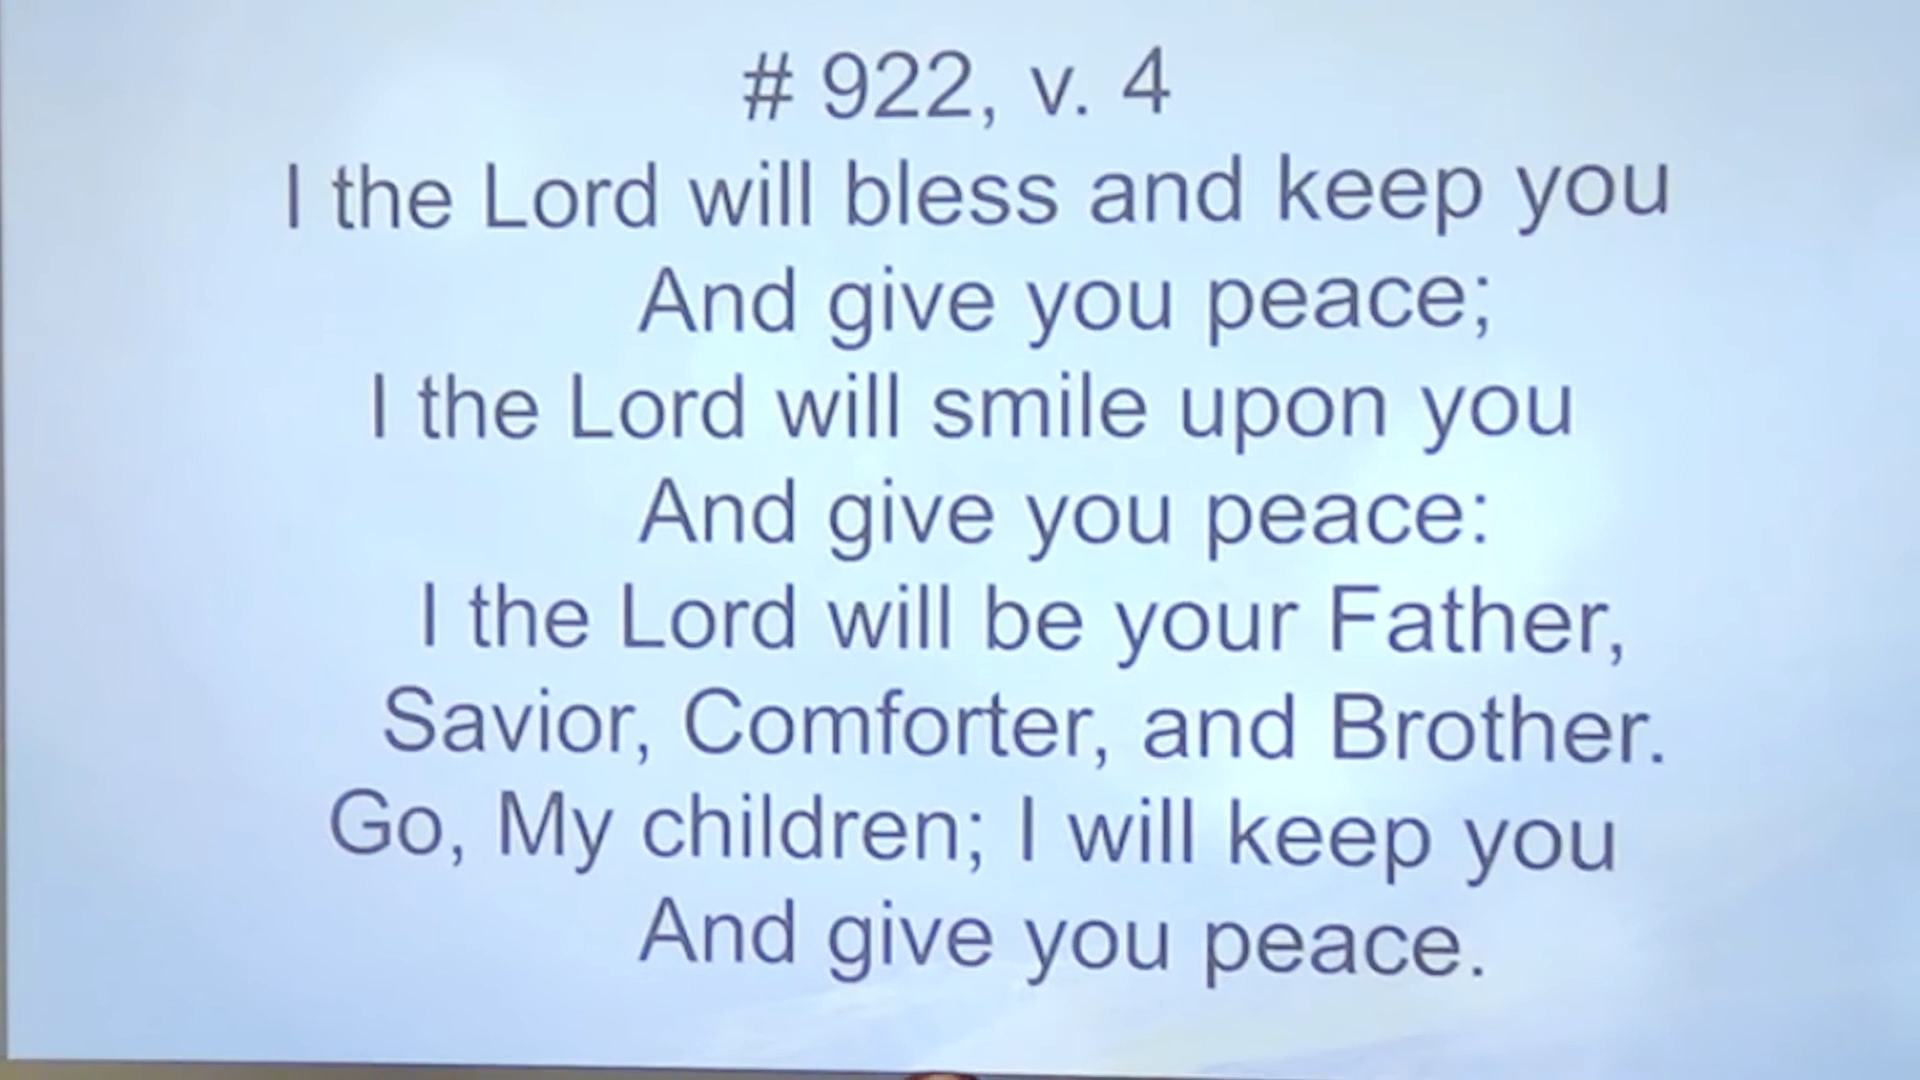 # 922, v. 4
I the Lord will bless and keep you
And give you peace;
I the Lord will smile upon you
And give you peace:
I the Lord will be your Father,
Savior, Comforter, and Brother.
Go, My children; I will keep you
And give you peace.